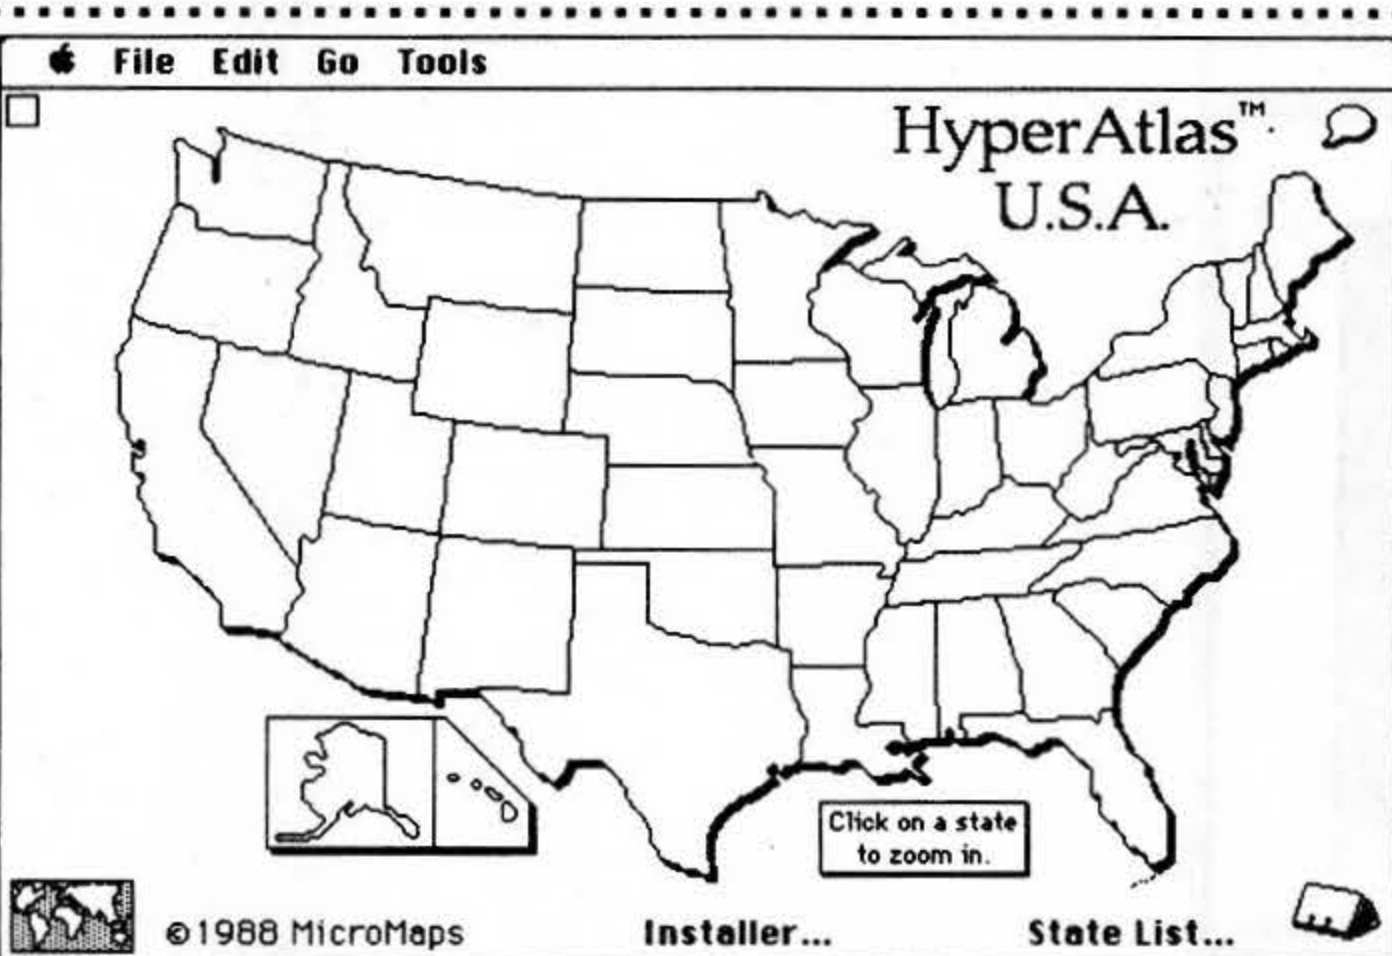 File Edit Go Tools
HyperAtlas™
U.S.A.
Click on a state
to zoom in.
©1988 MicroMaps
Installer...
State List...